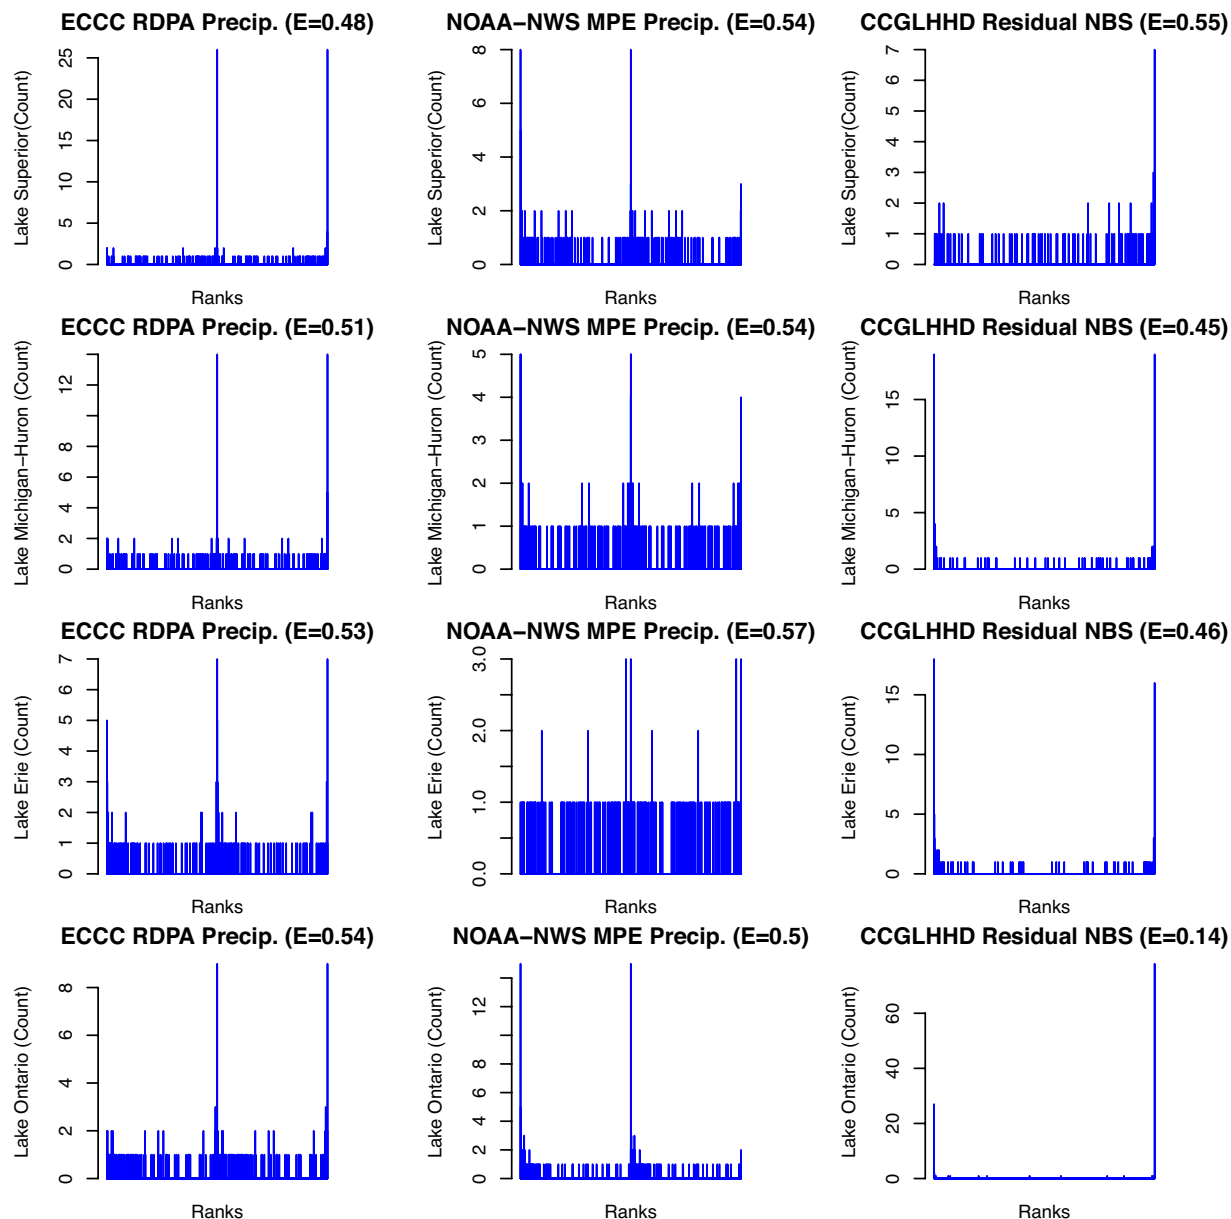 ECCC RDPA Precip. (E=0.48)
Lake Superior(Count)
0 5 10 15 20 25
Ranks
NOAA−NWS MPE Precip. (E=0.54)
Lake Superior(Count)
0 2 4 6 8
Ranks
CCGLHHD Residual NBS (E=0.55)
Lake Superior(Count)
0 1 2 3 4 5 6 7
Ranks
ECCC RDPA Precip. (E=0.51)
Lake Michigan−Huron (Count)
0 2 4 6 8 12
Ranks
NOAA−NWS MPE Precip. (E=0.54)
Lake Michigan−Huron (Count)
0 1 2 3 4 5
Ranks
CCGLHHD Residual NBS (E=0.45)
Lake Michigan−Huron (Count)
0 5 10 15
Ranks
ECCC RDPA Precip. (E=0.53)
Lake Erie (Count)
0 1 2 3 4 5 6 7
Ranks
NOAA−NWS MPE Precip. (E=0.57)
Lake Erie (Count)
0.0 1.0 2.0 3.0
Ranks
CCGLHHD Residual NBS (E=0.46)
Lake Erie (Count)
0 5 10 15
Ranks
ECCC RDPA Precip. (E=0.54)
Lake Ontario (Count)
0 2 4 6 8
Ranks
NOAA−NWS MPE Precip. (E=0.5)
Lake Ontario (Count)
0 2 4 6 8 12
Ranks
CCGLHHD Residual NBS (E=0.14)
Lake Ontario (Count)
0 20 40 60
Ranks